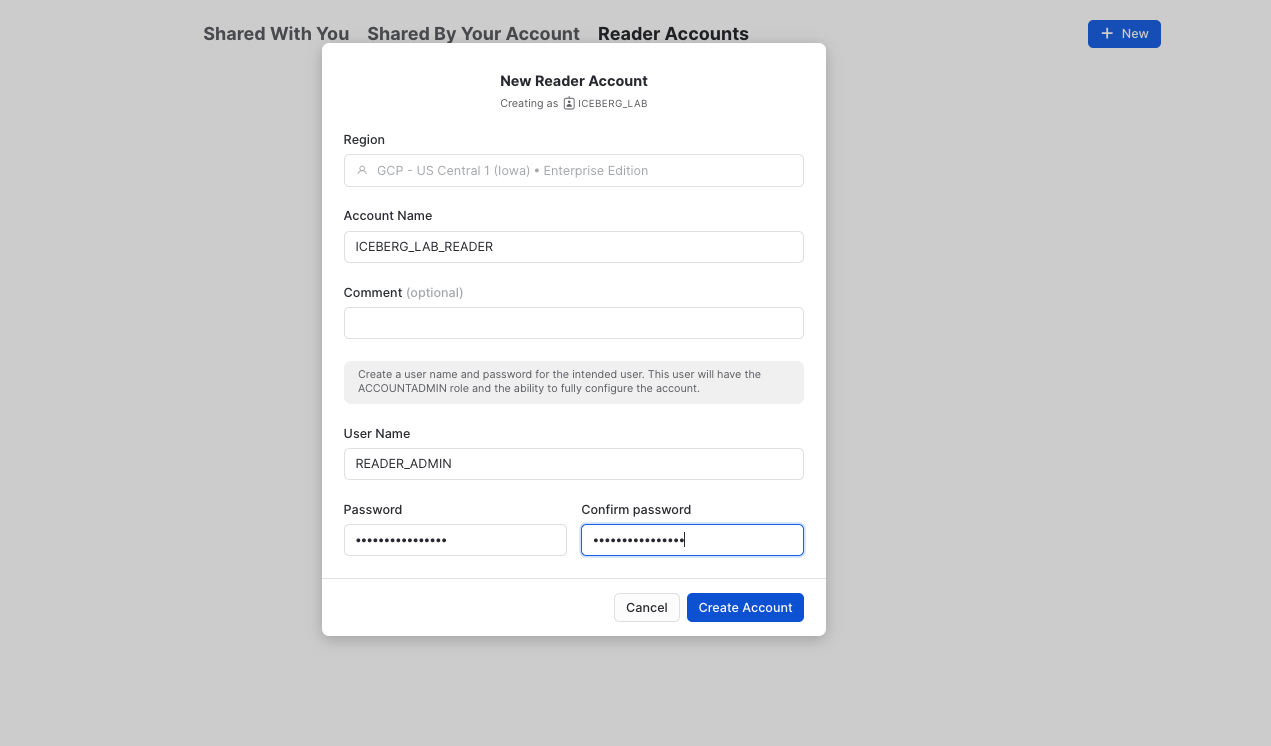 Shared With You Shared By Your Account Reader Accounts + New
New Reader Account
Creating as ICEBERG_LAB
Region
GCP - US Central 1 (Iowa) • Enterprise Edition
Account Name
ICEBERG_LAB_READER
Comment (optional)
Create a user name and password for the intended user. This user will have the
ACCOUNTADMIN role and the ability to fully configure the account.
User Name
READER_ADMIN
Password Confirm password
•••••••••••••••• ••••••••••••••••
Cancel Create Account